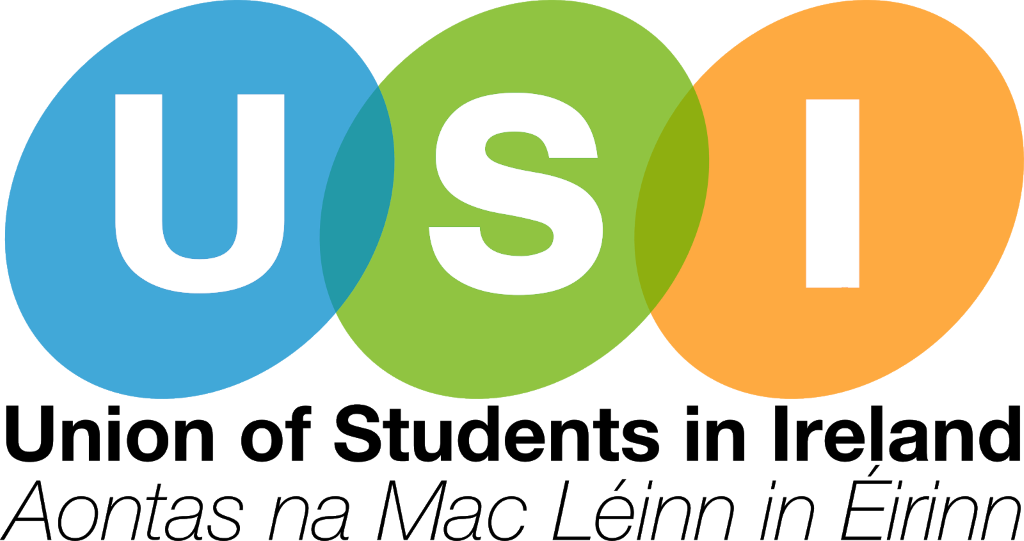 USI
Union of Students in Ireland
Aontas na Mac Léinn in Éirinn